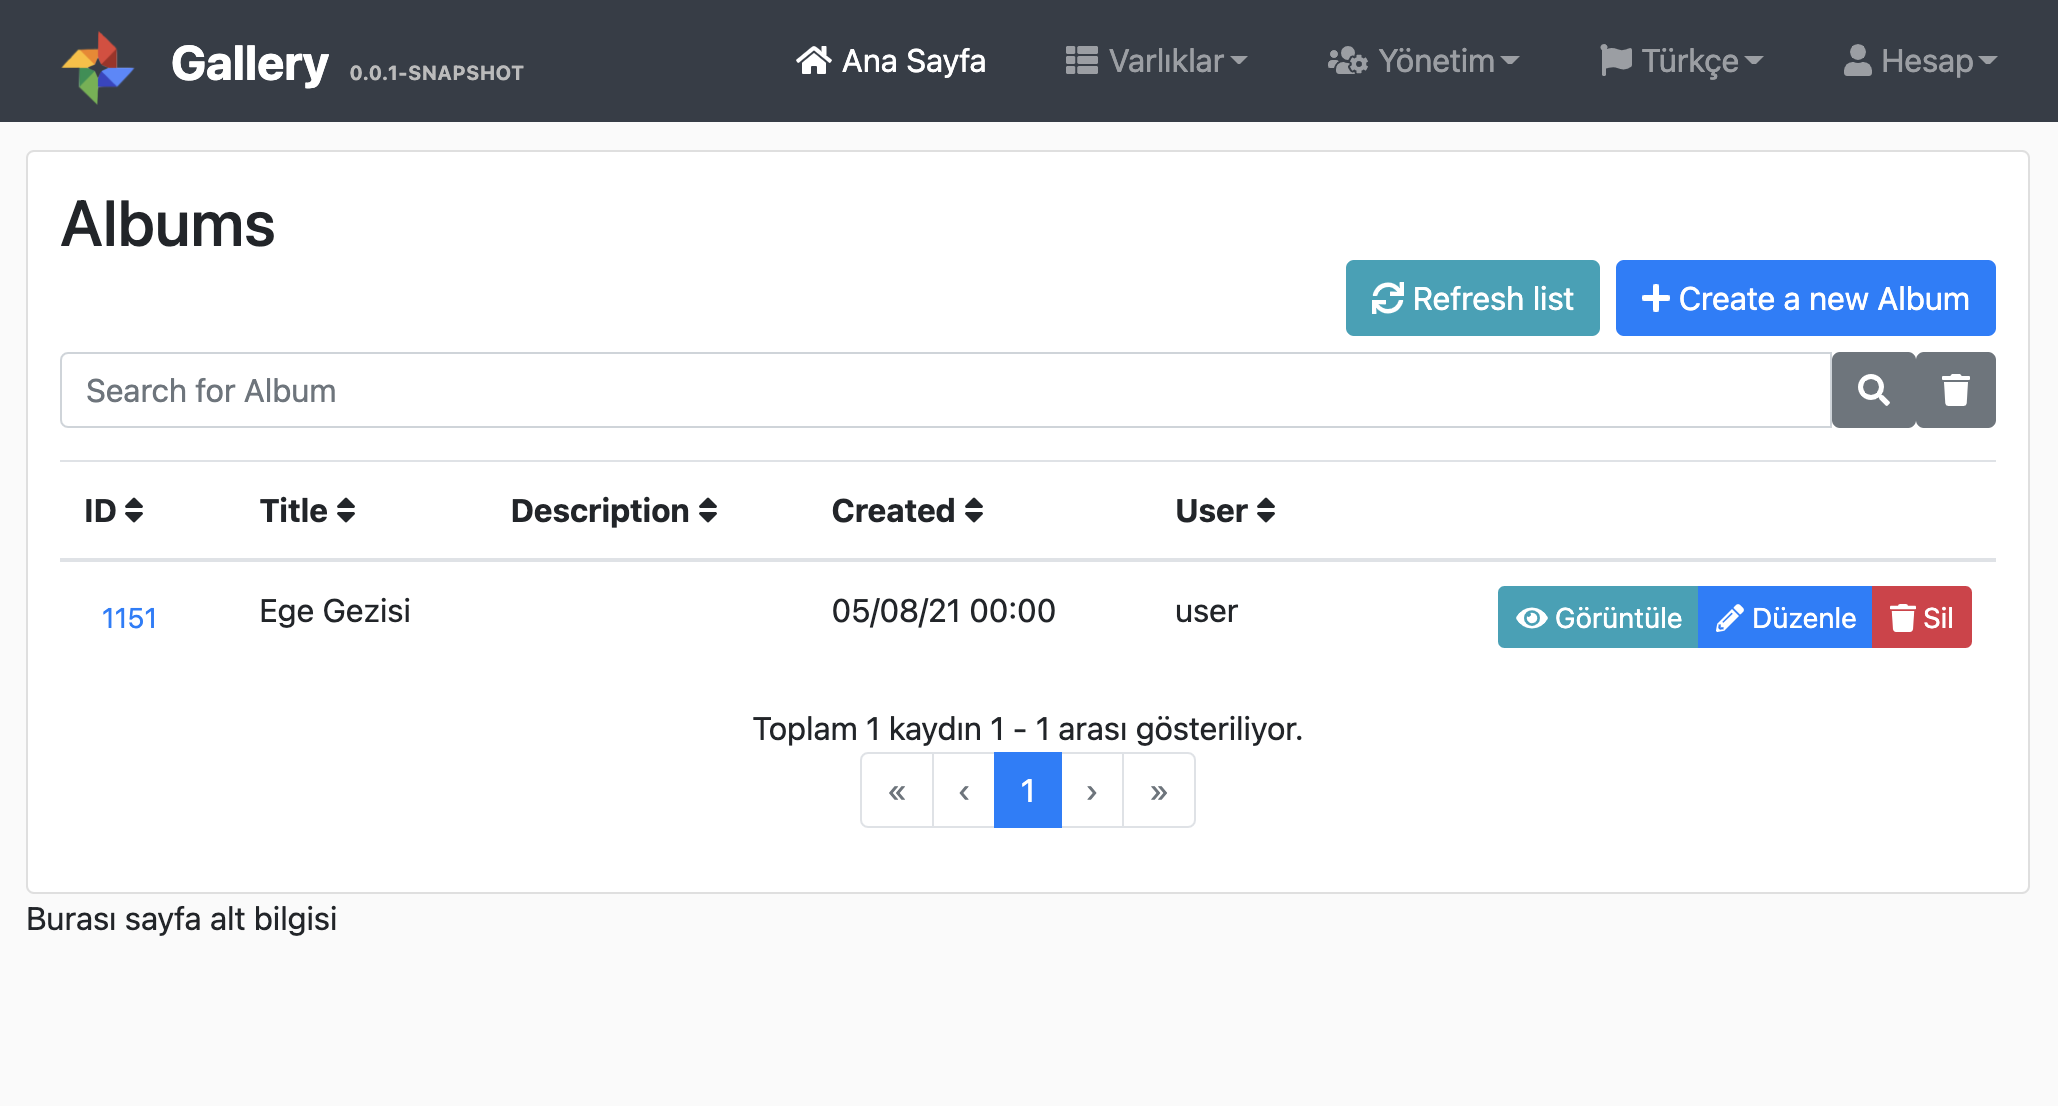 Gallery 0.0.1-SNAPSHOT Ana Sayfa Varlıklar Yönetim Türkçe Hesap
Albums
Refresh list Create a new Album
Search for Album
ID Title Description Created User
1151 Ege Gezisi 05/08/21 00:00 user Görüntüle Düzenle Sil
Toplam 1 kaydın 1 - 1 arası gösteriliyor.
« ‹ 1 › »
Burası sayfa alt bilgisi